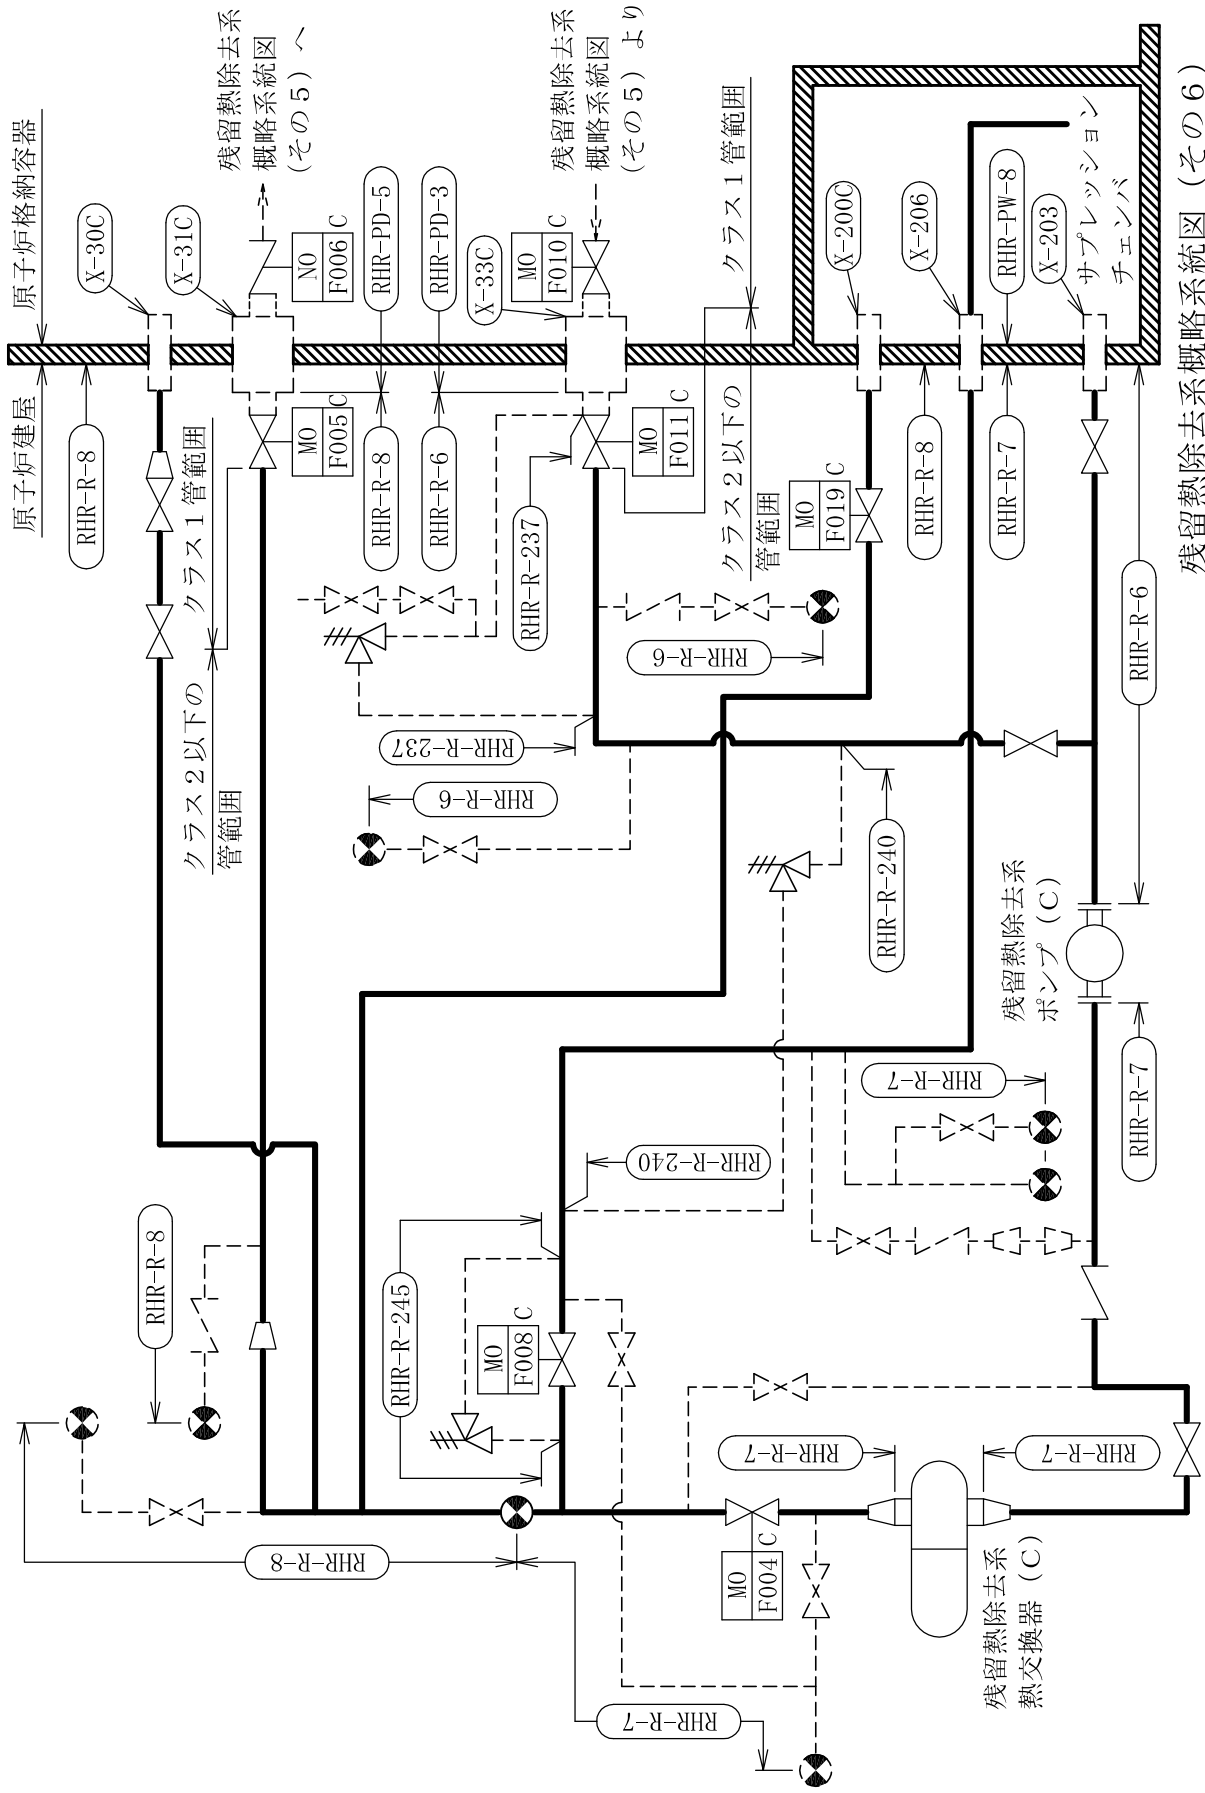 原子炉格納容器
原子炉建屋
残留熱除去系
概略系統図
(その5) へ
残留熱除去系
概略系統図
(その5) より
X-30C
X-31C
X-33C
X-200C
X-206
X-203
NO
F006 C
MO
F010 C
MO
F005 C
MO
F011 C
MO
F019 C
MO
F008 C
MO
F004 C
RHR-PD-5
RHR-PD-3
RHR-PW-8
RHR-R-8
RHR-R-8
RHR-R-6
RHR-R-237
RHR-R-8
RHR-R-7
RHR-R-6
クラス1管範囲
クラス2以下の
管範囲
クラス1管範囲
クラス2以下の
管範囲
サプレッション
チェンバ
RHR-R-6
RHR-R-237
RHR-R-6
RHR-R-240
残留熱除去系
ポンプ (C)
RHR-R-7
RHR-R-7
RHR-R-240
RHR-R-8
RHR-R-245
RHR-R-7
RHR-R-7
RHR-R-8
RHR-R-7
残留熱除去系
熱交換器 (C)
残留熱除去系概略系統図 (その6)